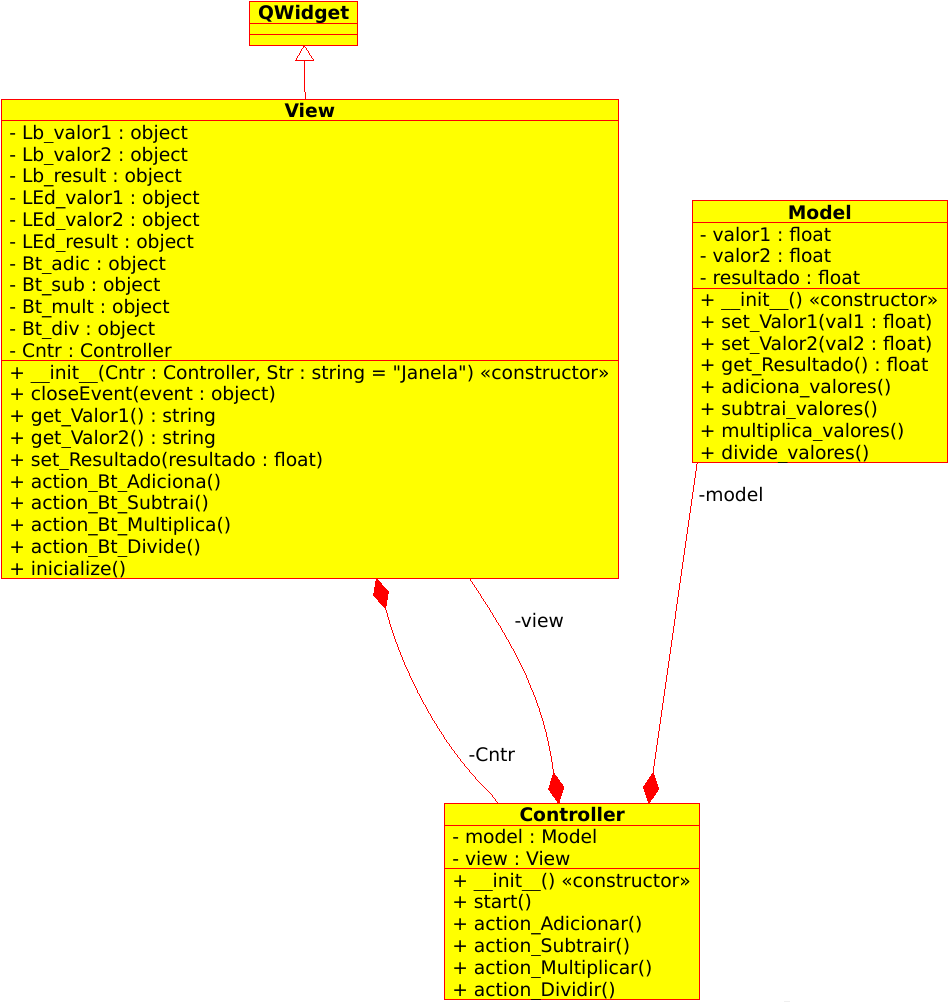 QWidget
View
- Lb_valor1 : object
- Lb_valor2 : object
- Lb_result : object
- LEd_valor1 : object
- LEd_valor2 : object
- LEd_result : object
- Bt_adic : object
- Bt_sub : object
- Bt_mult : object
- Bt_div : object
- Cntr : Controller
+ __init__(Cntr : Controller, Str : string = "Janela") «constructor»
+ closeEvent(event : object)
+ get_Valor1() : string
+ get_Valor2() : string
+ set_Resultado(resultado : float)
+ action_Bt_Adiciona()
+ action_Bt_Subtrai()
+ action_Bt_Multiplica()
+ action_Bt_Divide()
+ inicialize()
Model
- valor1 : float
- valor2 : float
- resultado : float
+ __init__() «constructor»
+ set_Valor1(val1 : float)
+ set_Valor2(val2 : float)
+ get_Resultado() : float
+ adiciona_valores()
+ subtrai_valores()
+ multiplica_valores()
+ divide_valores()
-model
-view
-Cntr
Controller
- model : Model
- view : View
+ __init__() «constructor»
+ start()
+ action_Adicionar()
+ action_Subtrair()
+ action_Multiplicar()
+ action_Dividir()